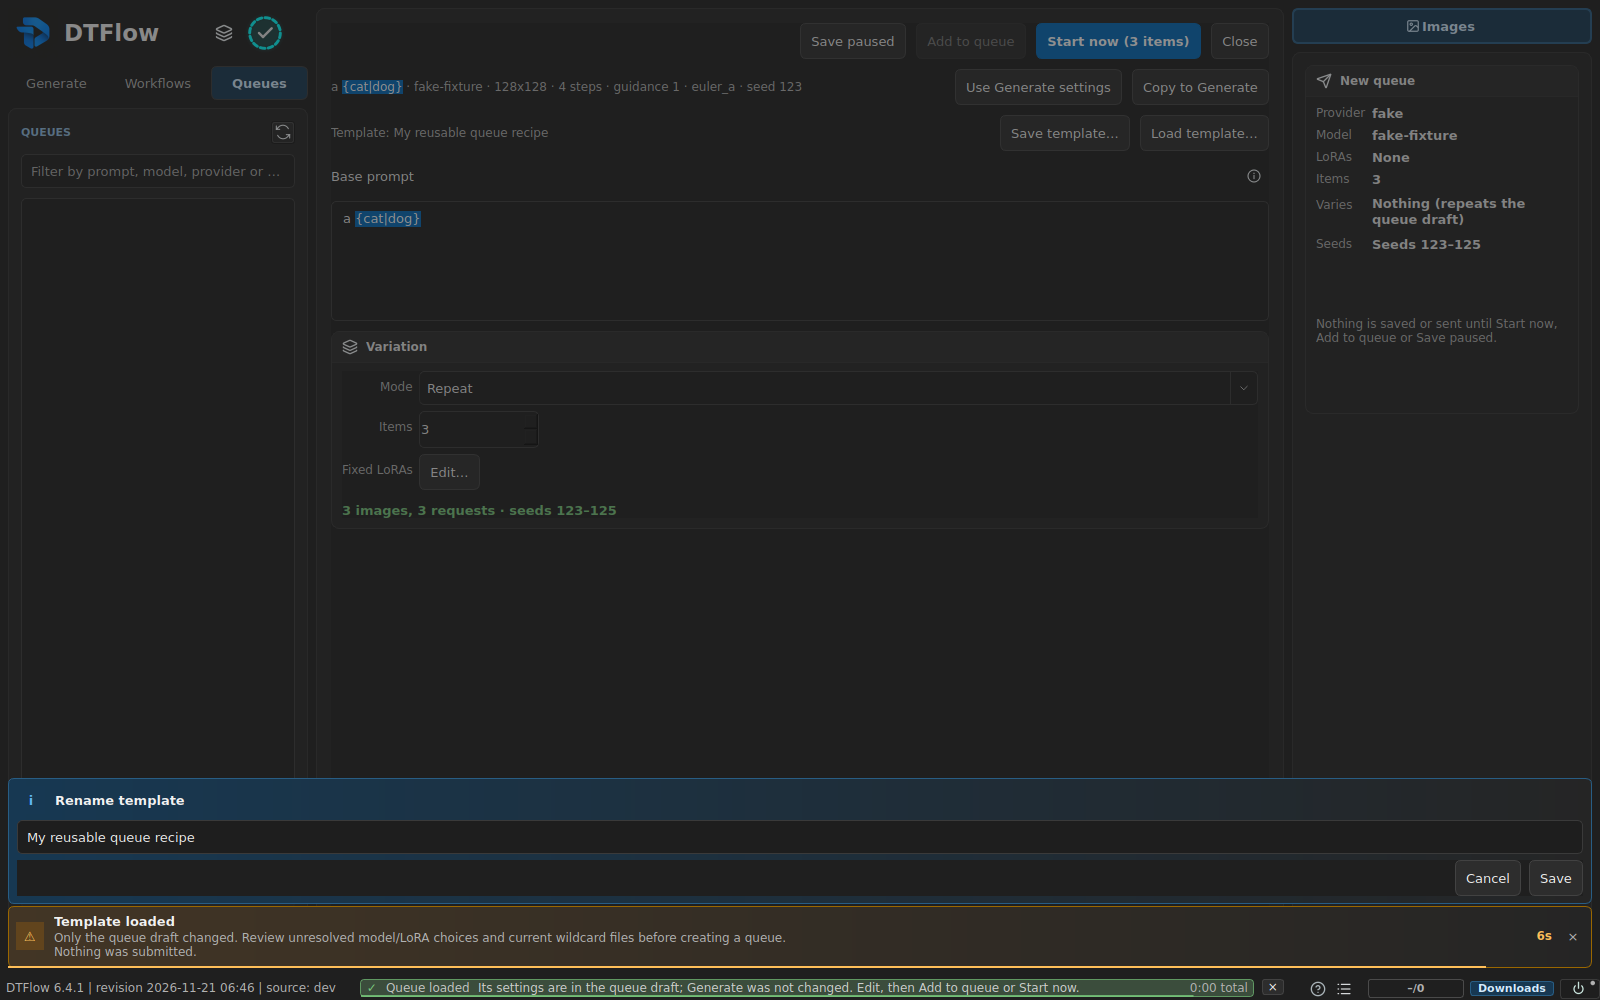 DTFlow
Generate
Workflows
Queues
QUEUES
Filter by prompt, model, provider or ...
Save paused
Add to queue
Start now (3 items)
Close
a {cat|dog} · fake-fixture · 128x128 · 4 steps · guidance 1 · euler_a · seed 123
Use Generate settings
Copy to Generate
Template: My reusable queue recipe
Save template...
Load template...
Base prompt
a {cat|dog}
Variation
Mode
Repeat
Items
3
Fixed LoRAs
Edit...
3 images, 3 requests · seeds 123–125
Images
New queue
Provider fake
Model fake-fixture
LoRAs None
Items 3
Varies Nothing (repeats the
queue draft)
Seeds Seeds 123–125
Nothing is saved or sent until Start now,
Add to queue or Save paused.
Rename template
My reusable queue recipe
Cancel
Save
Template loaded
Only the queue draft changed. Review unresolved model/LoRA choices and current wildcard files before creating a queue.
Nothing was submitted.
6s
DTFlow 6.4.1 | revision 2026-11-21 06:46 | source: dev
Queue loaded Its settings are in the queue draft; Generate was not changed. Edit, then Add to queue or Start now.
0:00 total
–/0
Downloads